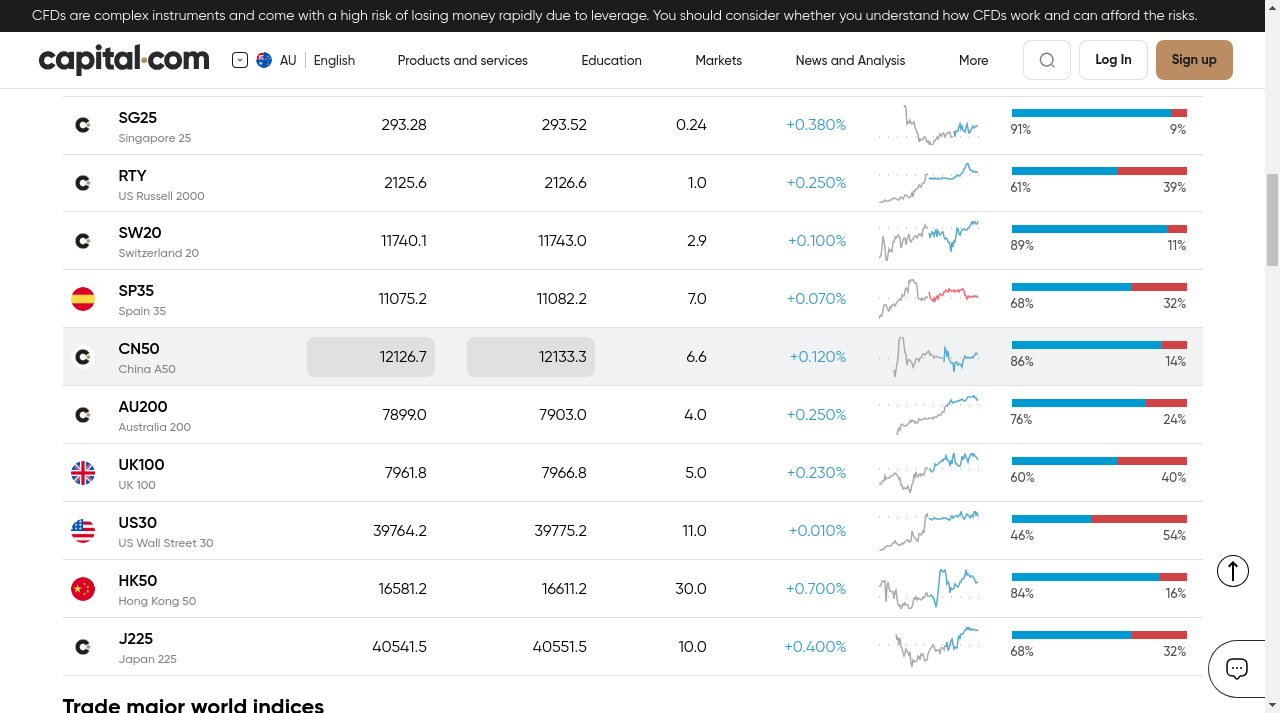 CFDs are complex instruments and come with a high risk of losing money rapidly due to leverage. You should consider whether you understand how CFDs work and can afford the risks.
capital.com AU English Products and services Education Markets News and Analysis More Log In Sign up
SG25 293.28 293.52 0.24 +0.380%
Singapore 25 91% 9%
RTY 2125.6 2126.6 1.0 +0.250%
US Russell 2000 61% 39%
SW20 11740.1 11743.0 2.9 +0.100%
Switzerland 20 89% 11%
SP35 11075.2 11082.2 7.0 +0.070%
Spain 35 68% 32%
CN50 12126.7 12133.3 6.6 +0.120%
China A50 86% 14%
AU200 7899.0 7903.0 4.0 +0.250%
Australia 200 76% 24%
UK100 7961.8 7966.8 5.0 +0.230%
UK 100 60% 40%
US30 39764.2 39775.2 11.0 +0.010%
US Wall Street 30 46% 54%
HK50 16581.2 16611.2 30.0 +0.700%
Hong Kong 50 84% 16%
J225 40541.5 40551.5 10.0 +0.400%
Japan 225 68% 32%
Trade major world indices